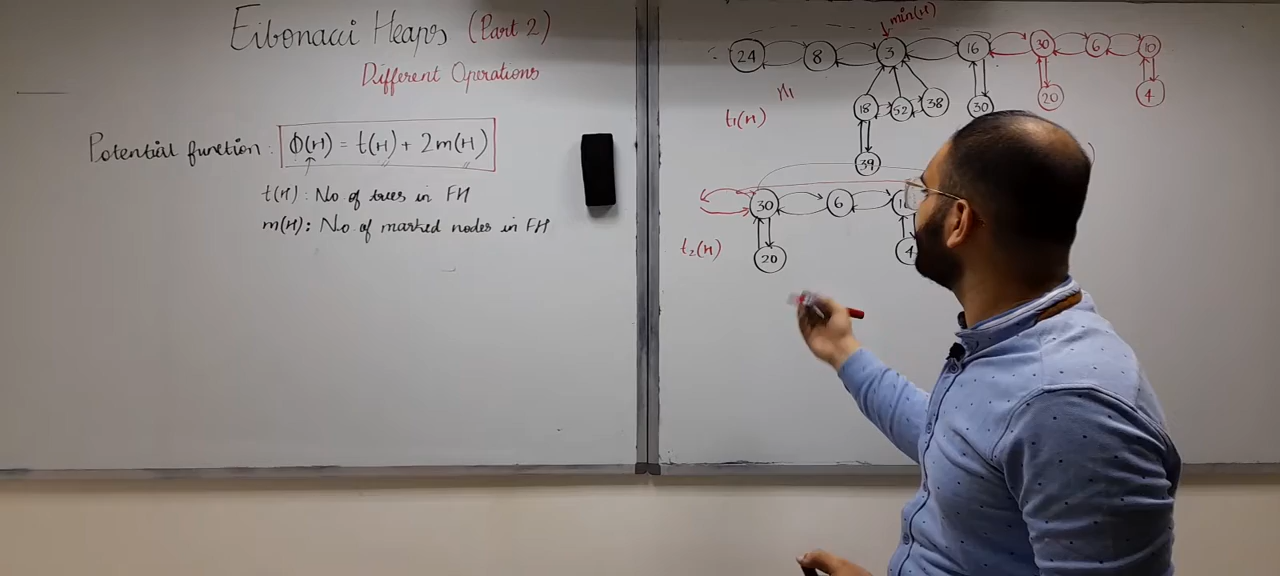 Fibonacci Heaps (Part 2)
Different Operations
Potential function: Φ(H) = t(H) + 2m(H)
t(H): No of trees in FH
m(H): No of marked nodes in FH
min(H)
24 8 3 16 30 6 10
18 52 38 30 20 4
39
t₁(H)
30 6
20 4
t₂(H)